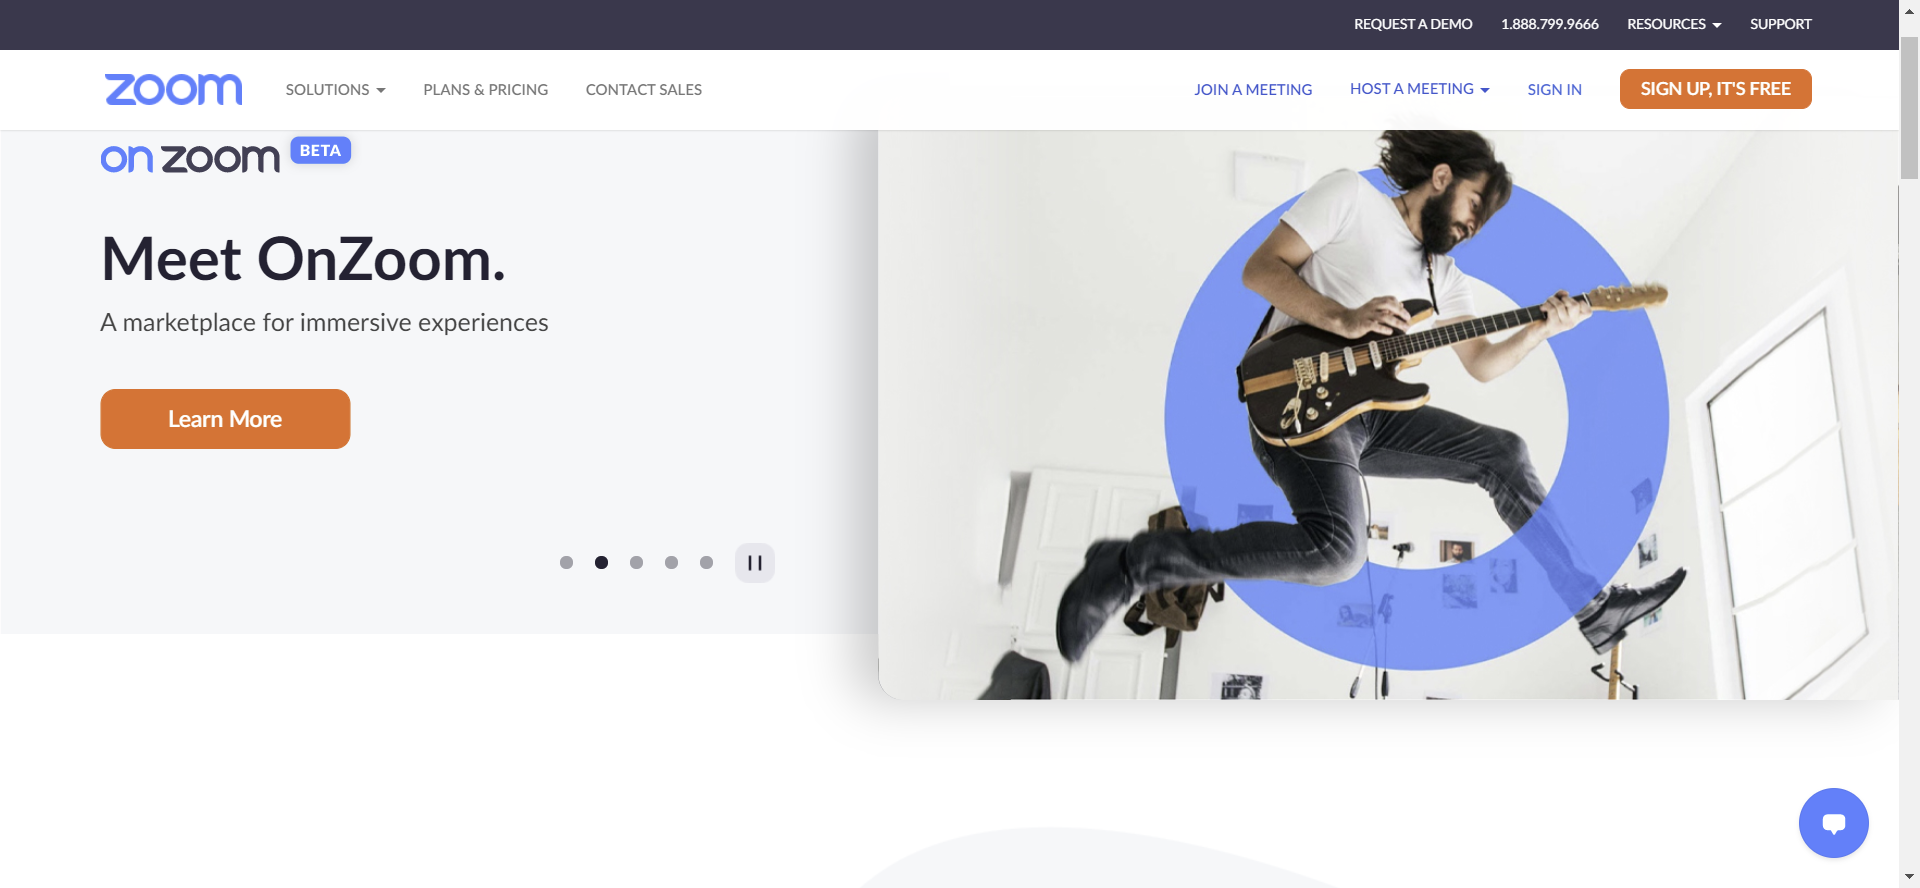 REQUEST A DEMO 1.888.799.9666 RESOURCES SUPPORT
zoom SOLUTIONS PLANS & PRICING CONTACT SALES JOIN A MEETING HOST A MEETING SIGN IN SIGN UP, IT'S FREE
on zoom BETA
Meet OnZoom.
A marketplace for immersive experiences
Learn More